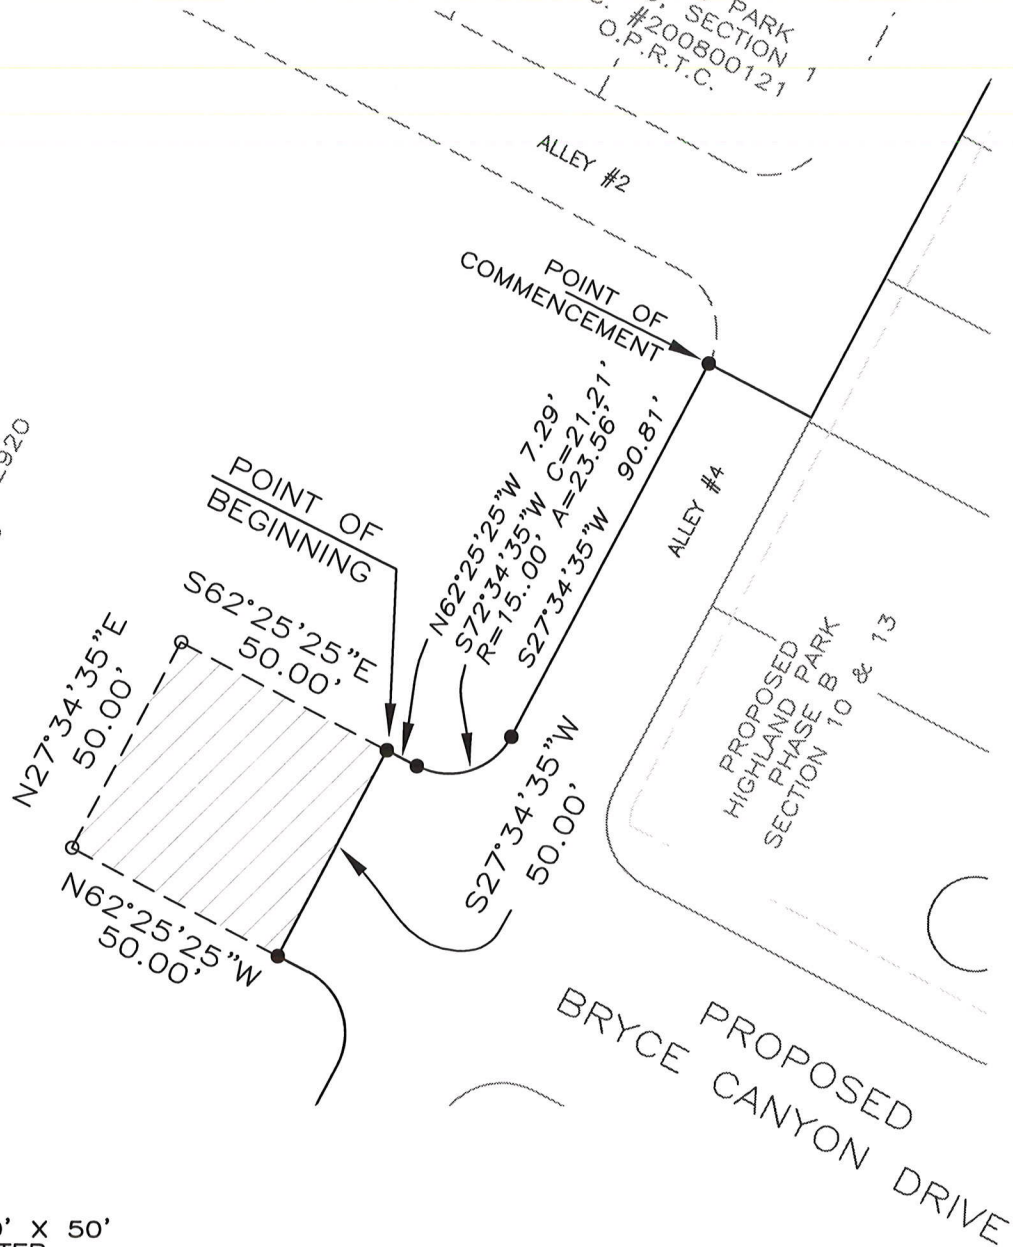 PARK
SECTION 1
#200800121
O.P.R.T.C.
ALLEY #2
POINT OF
COMMENCEMENT
N62°25'25"W 7.29'
S72°34'35"W C=21.21'
R=15..00' A=23.56'
S27°34'35"W 90.81'
ALLEY #4
POINT OF
BEGINNING
S62°25'25"E
50.00'
N27°34'35"E
50.00'
N62°25'25"W
50.00'
S27°34'35"W
50.00'
PROPOSED
HIGHLAND PARK
PHASE B
SECTION 10 & 13
PROPOSED
BRYCE CANYON DRIVE
X 50'